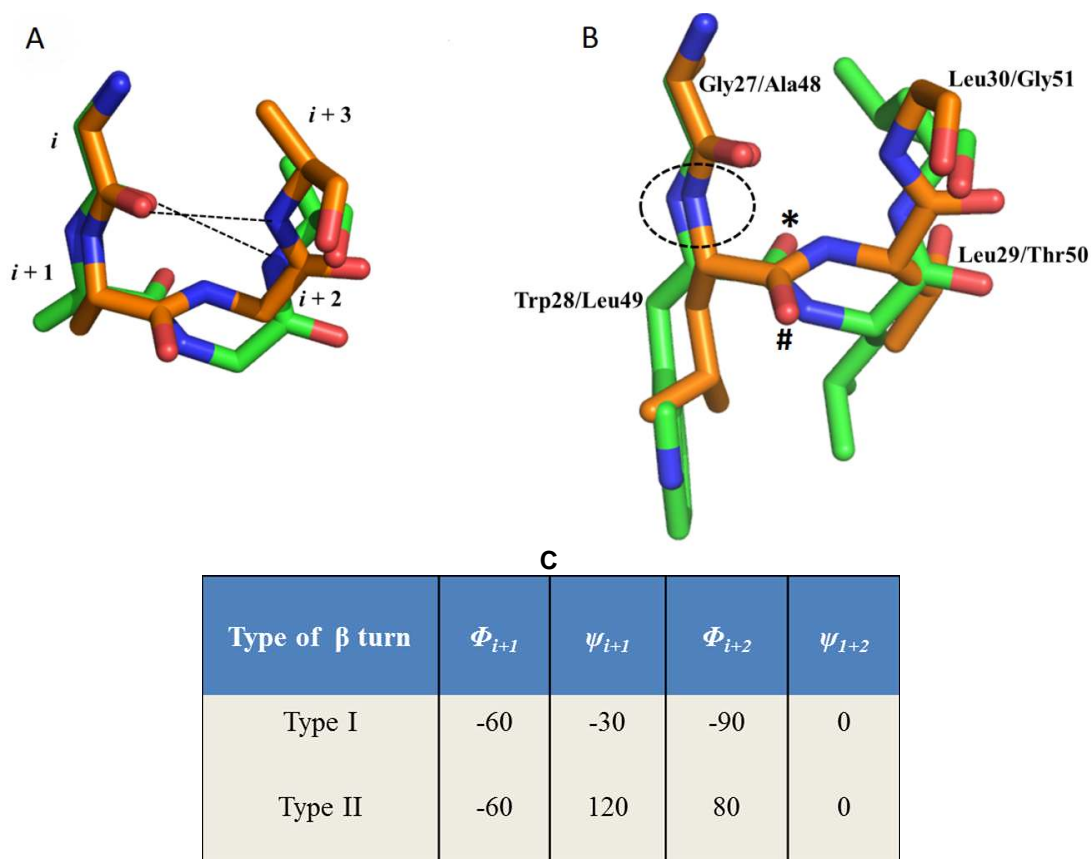 A
B
i
i + 3
i + 1
i + 2
Gly27/Ala48
Leu30/Gly51
*
Leu29/Thr50
Trp28/Leu49
#
C
Type of β turn Φi+1 ψi+1 Φi+2 ψ1+2
Type I -60 -30 -90 0
Type II -60 120 80 0